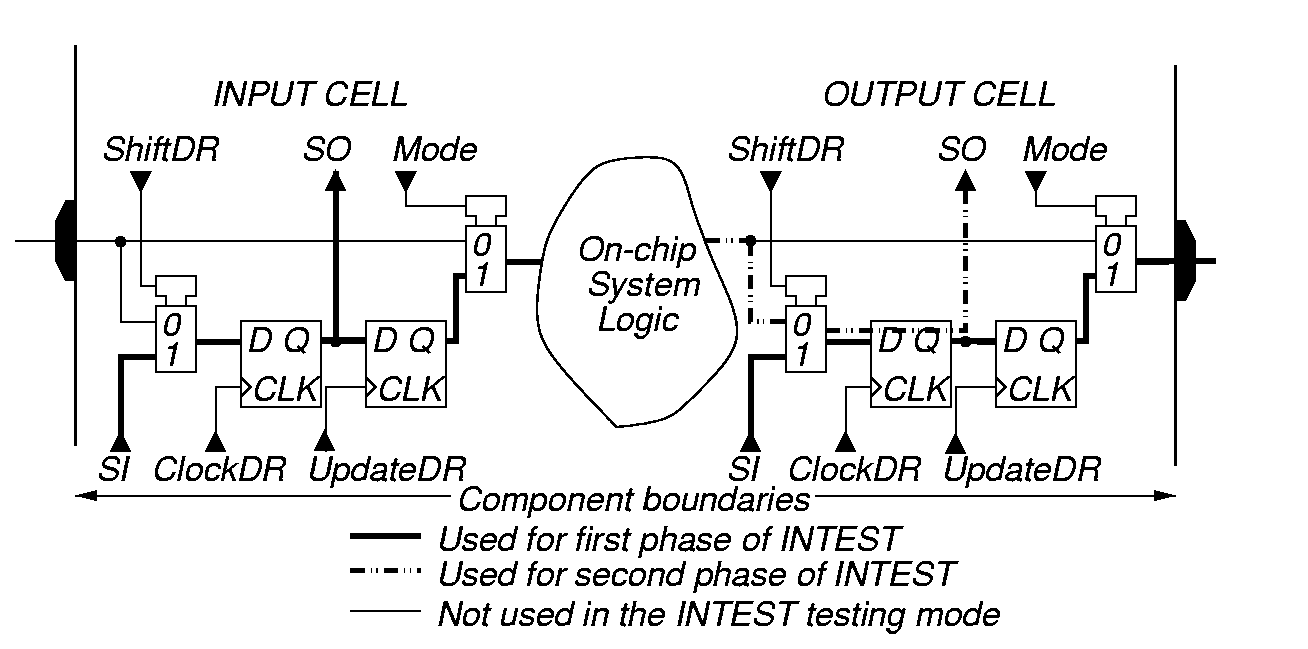 INPUT CELL OUTPUT CELL
ShiftDR SO Mode ShiftDR SO Mode
0
1
On-chip
System
Logic
0
1
0
1
D Q
CLK
D Q
CLK
0
1
D Q
CLK
D Q
CLK
SI ClockDR UpdateDR SI ClockDR UpdateDR
Component boundaries
Used for first phase of INTEST
Used for second phase of INTEST
Not used in the INTEST testing mode